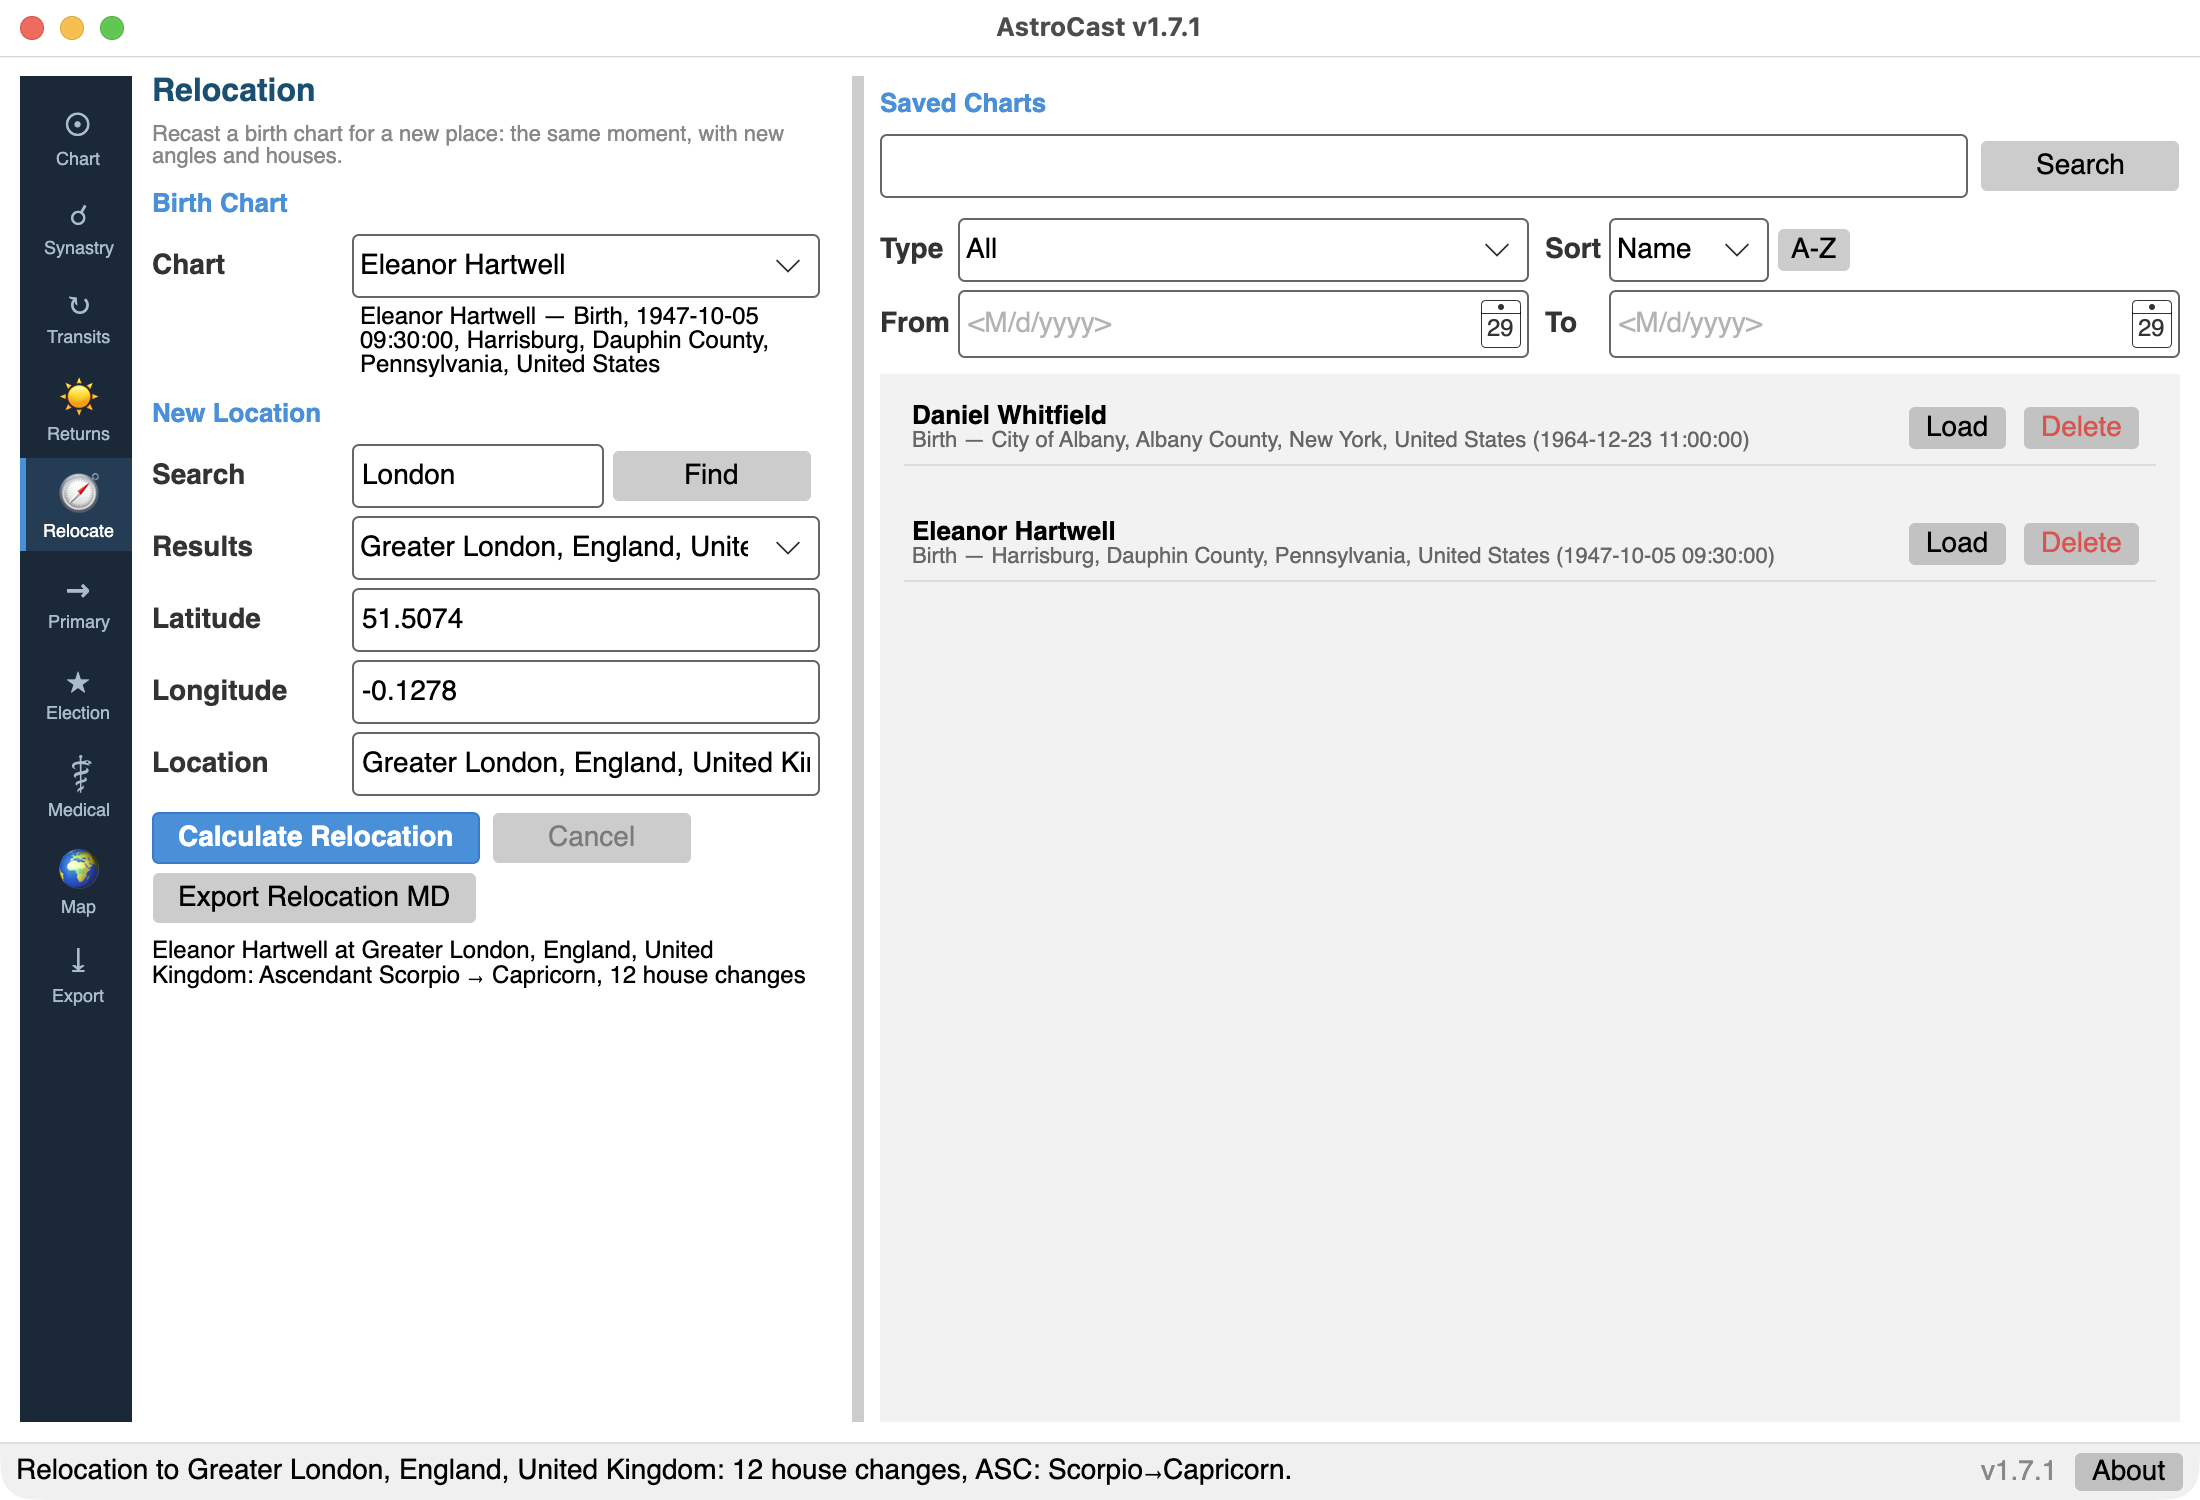 AstroCast v1.7.1
Chart
Synastry
Transits
Returns
Relocate
Primary
Election
Medical
Map
Export
Relocation
Recast a birth chart for a new place: the same moment, with new
angles and houses.
Birth Chart
Chart
Eleanor Hartwell
Eleanor Hartwell — Birth, 1947-10-05
09:30:00, Harrisburg, Dauphin County,
Pennsylvania, United States
New Location
Search
London
Find
Results
Greater London, England, Unite
Latitude
51.5074
Longitude
-0.1278
Location
Greater London, England, United Ki
Calculate Relocation
Cancel
Export Relocation MD
Eleanor Hartwell at Greater London, England, United
Kingdom: Ascendant Scorpio → Capricorn, 12 house changes
Saved Charts
Search
Type
All
Sort
Name
A-Z
From
<M/d/yyyy>
29
To
<M/d/yyyy>
29
Daniel Whitfield
Birth — City of Albany, Albany County, New York, United States (1964-12-23 11:00:00)
Load
Delete
Eleanor Hartwell
Birth — Harrisburg, Dauphin County, Pennsylvania, United States (1947-10-05 09:30:00)
Load
Delete
Relocation to Greater London, England, United Kingdom: 12 house changes, ASC: Scorpio→Capricorn.
v1.7.1
About